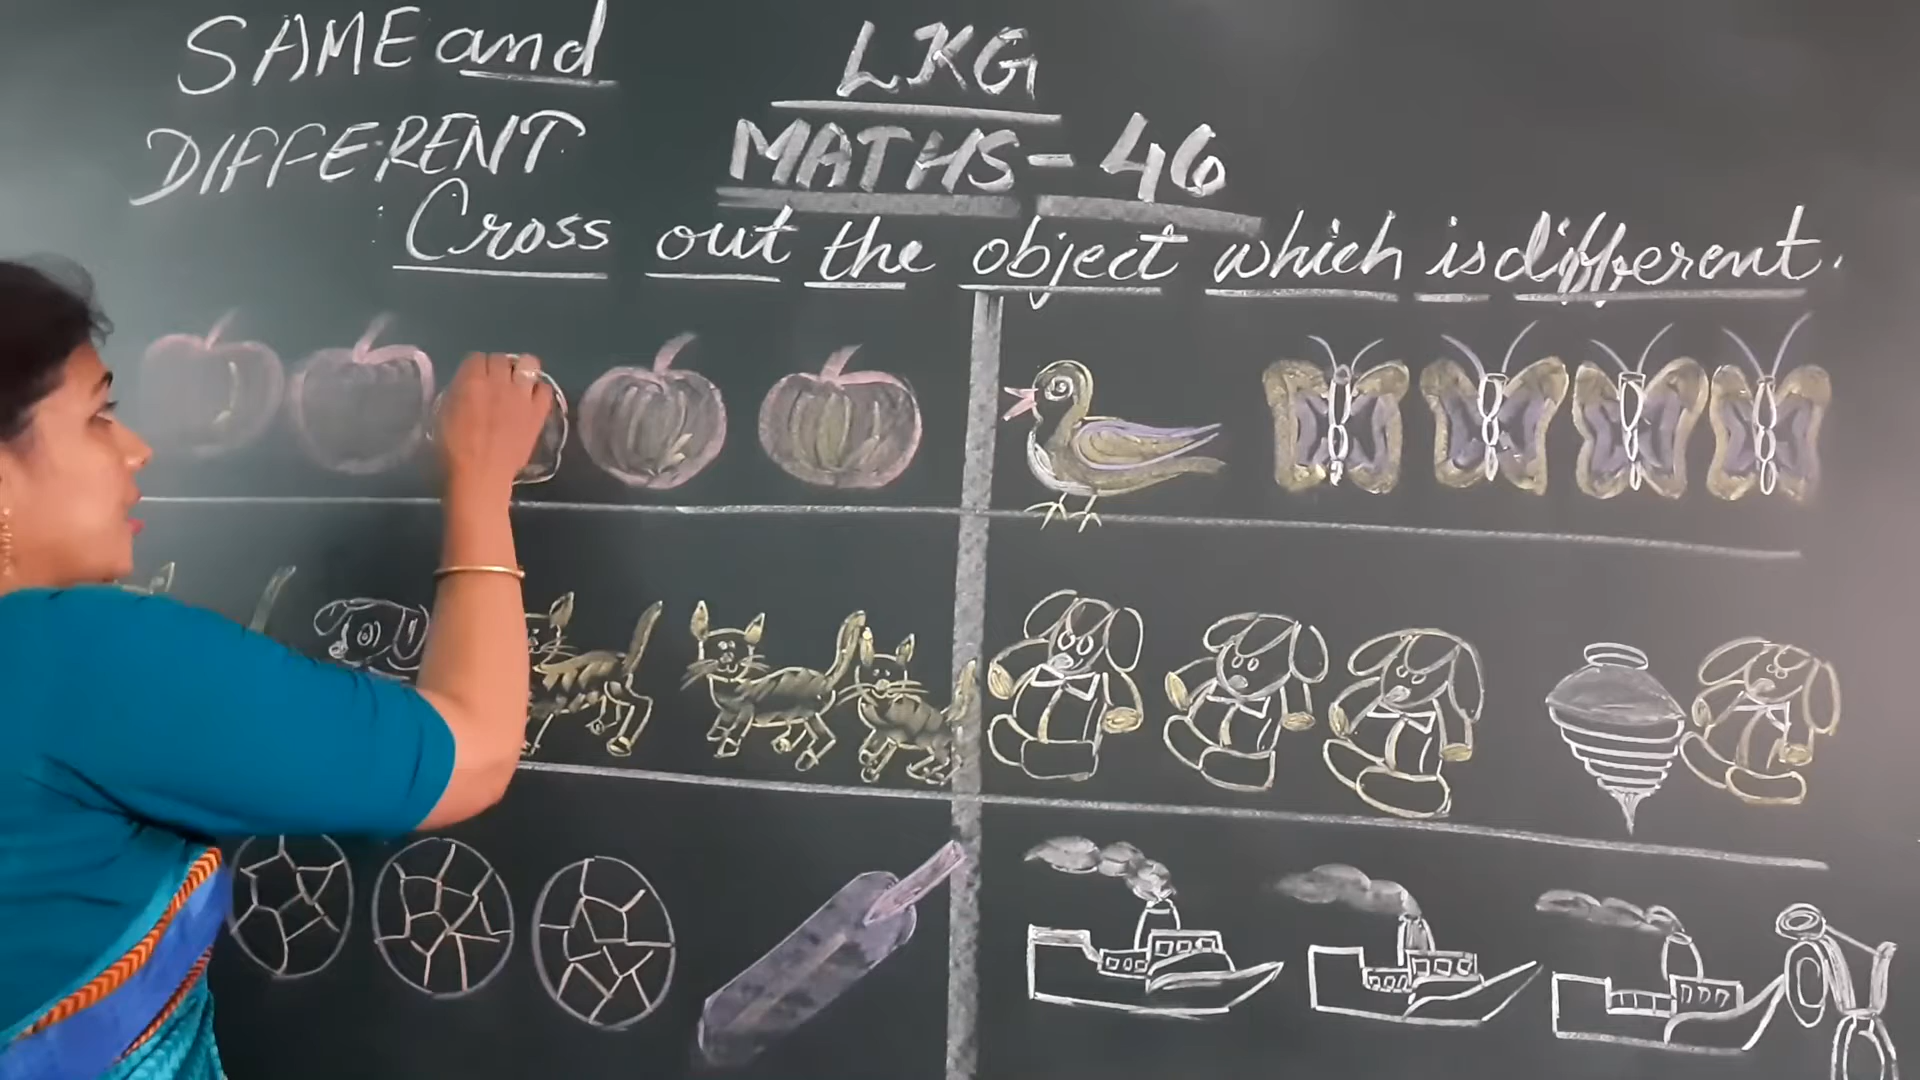 SAME and
DIFFERENT
LKG
MATHS-46
Cross out the object which is different.